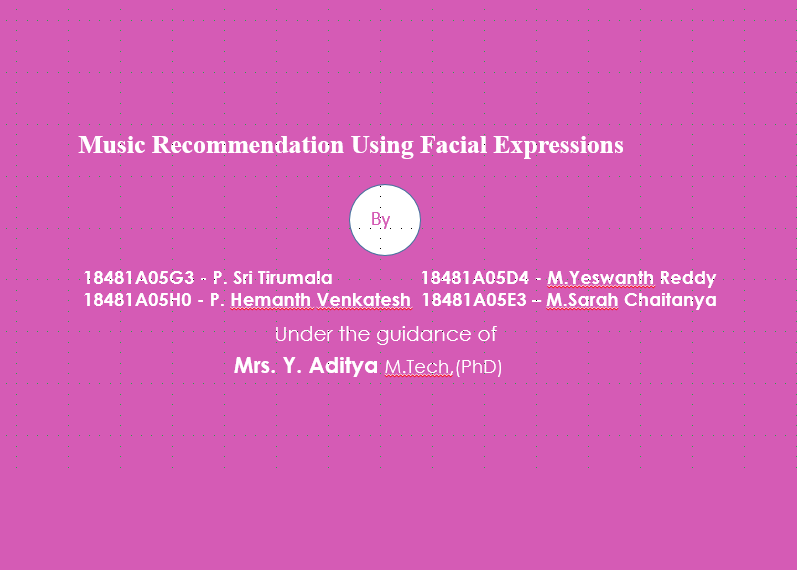 Music Recommendation Using Facial Expressions
By
18481A05G3 - P. Sri Tirumala 18481A05D4 - M.Yeswanth Reddy
18481A05H0 - P. Hemanth Venkatesh 18481A05E3 – M.Sarah Chaitanya
Under the guidance of
Mrs. Y. Aditya M.Tech,(PhD)